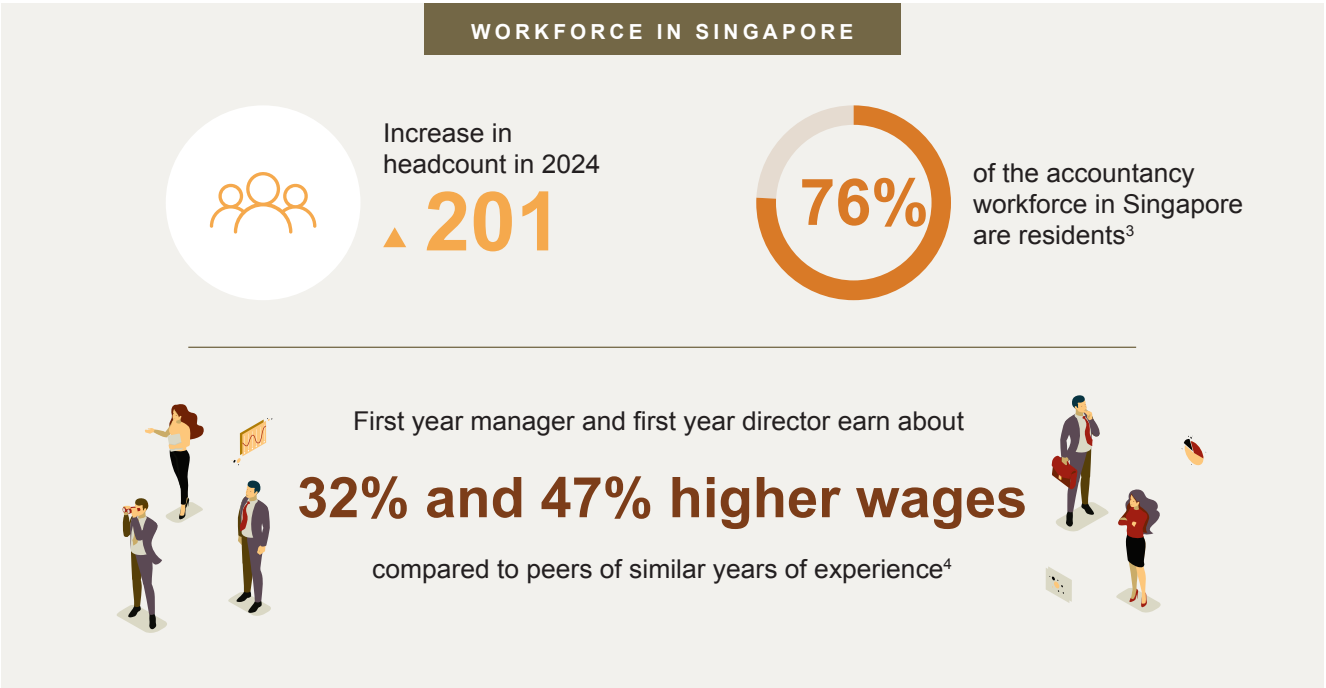 WORKFORCE IN SINGAPORE
Increase in
headcount in 2024
▲ 201
76%
of the accountancy
workforce in Singapore
are residents³
First year manager and first year director earn about
32% and 47% higher wages
compared to peers of similar years of experience⁴